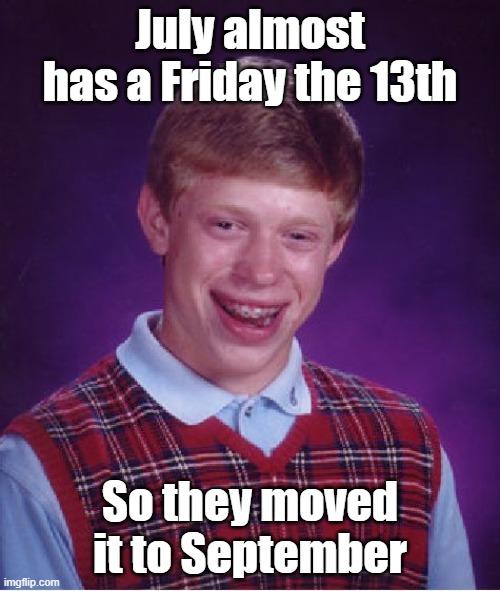 July almost
has a Friday the 13th
So they moved
it to September
imgflip.com